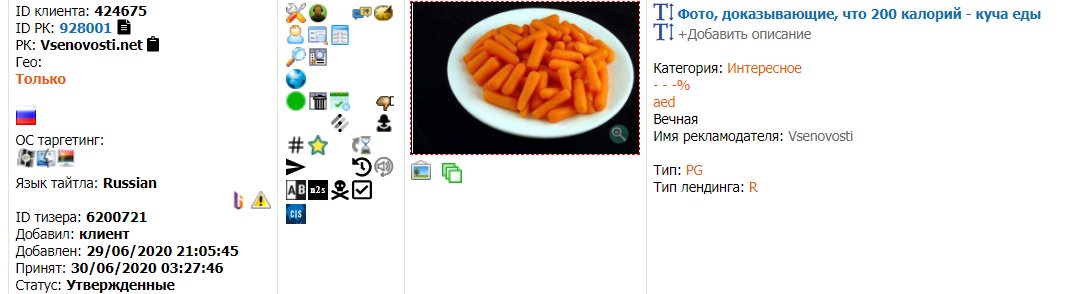 ID клиента: 424675
ID РК: 928001
РК: Vsenovosti.net
Гео:
Только
ОС таргетинг:
Язык тайтла: Russian
ID тизера: 6200721
Добавил: клиент
Добавлен: 29/06/2020 21:05:45
Принят: 30/06/2020 03:27:46
Статус: Утвержденные
#
AB n2s
CIS
Фото, доказывающие, что 200 калорий - куча еды
+Добавить описание
Категория: Интересное
- - -%
aed
Вечная
Имя рекламодателя: Vsenovosti
Тип: PG
Тип лендинга: R